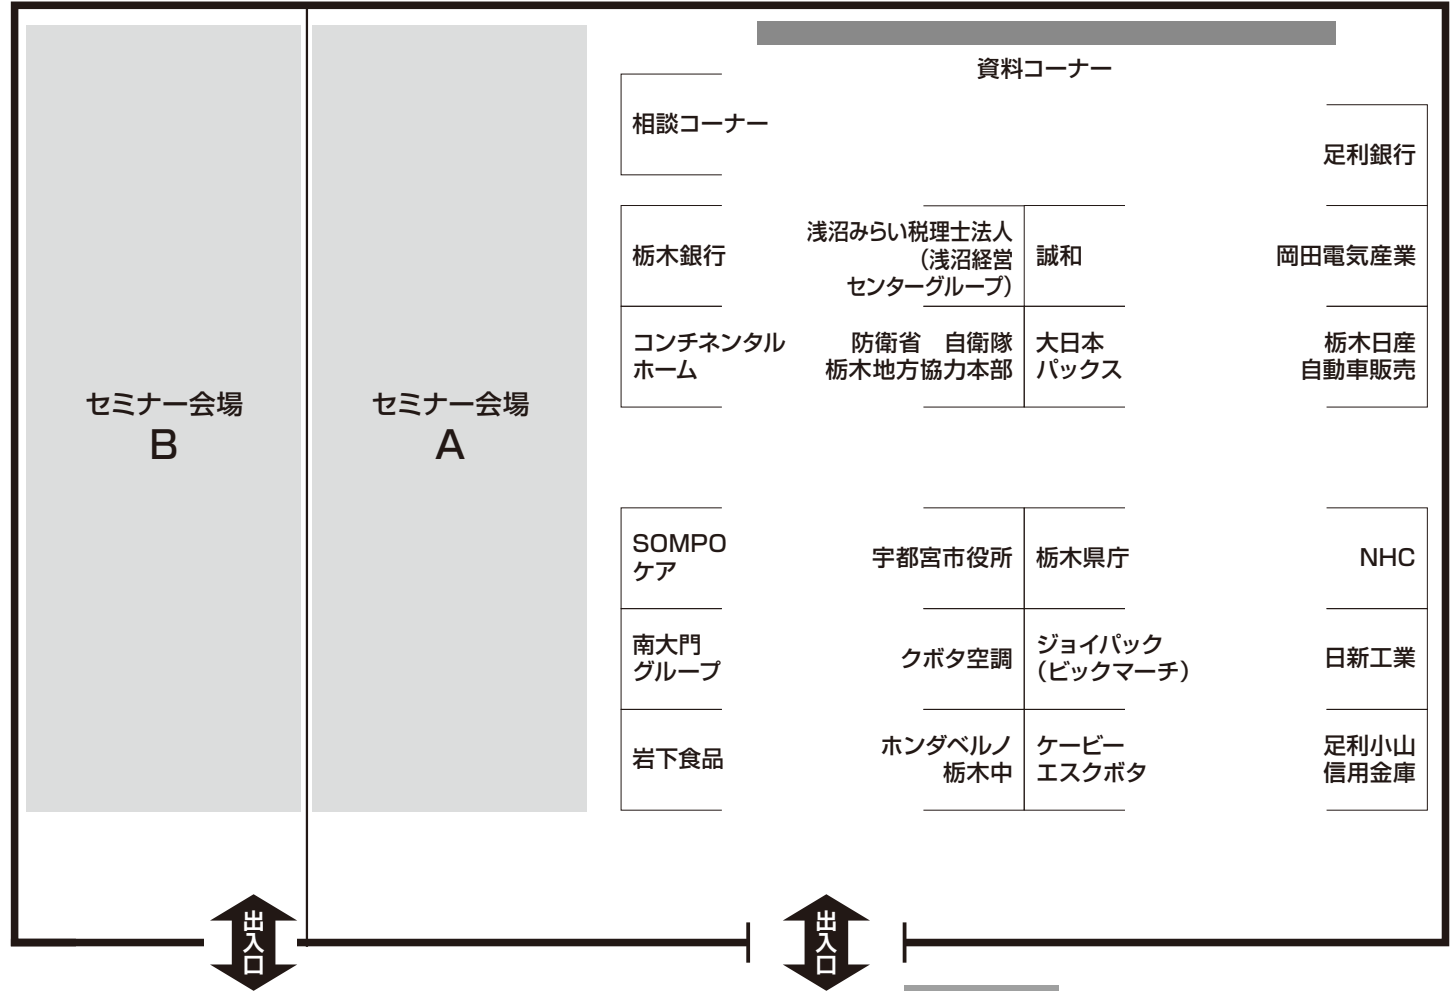 資料コーナー
相談コーナー
足利銀行
栃木銀行
浅沼みらい税理士法人
（浅沼経営
センターグループ）
誠和
岡田電気産業
コンチネンタル
ホーム
防衛省　自衛隊
栃木地方協力本部
大日本
パックス
栃木日産
自動車販売
セミナー会場
B
セミナー会場
A
SOMPO
ケア
宇都宮市役所
栃木県庁
NHC
南大門
グループ
クボタ空調
ジョイパック
（ビックマーチ）
日新工業
岩下食品
ホンダベルノ
栃木中
ケービー
エスクボタ
足利小山
信用金庫
出入口
出入口